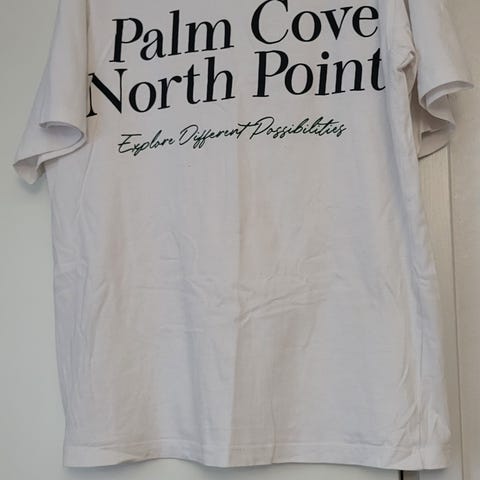 Palm Cove
North Point
Explore Different Possibilities